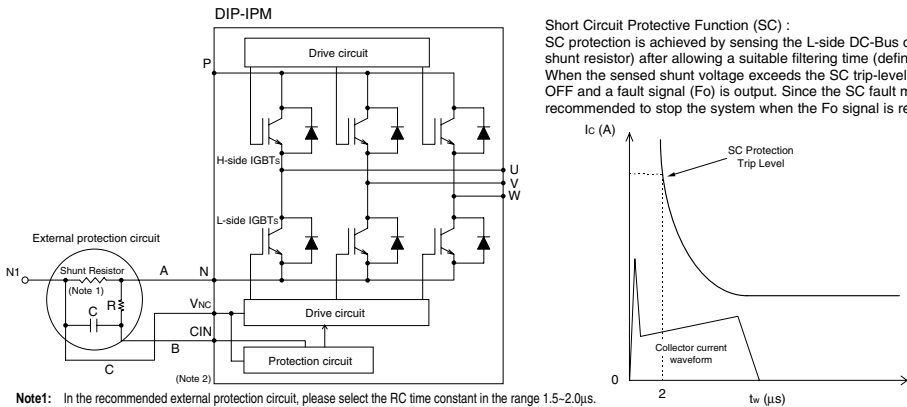 DIP-IPM
Drive circuit
P
H-side IGBTs
U
V
W
L-side IGBTs
External protection circuit
N1
Shunt Resistor
A
N
(Note 1)
R
C
VNC
Drive circuit
CIN
B
Protection circuit
C
(Note 2)
Note1: In the recommended external protection circuit, please select the RC time constant in the range 1.5~2.0µs.
Short Circuit Protective Function (SC) :
SC protection is achieved by sensing the L-side DC-Bus
shunt resistor) after allowing a suitable filtering time
When the sensed shunt voltage exceeds the SC trip-level
OFF and a fault signal (Fo) is output. Since the SC fault
recommended to stop the system when the Fo signal is
IC (A)
SC Protection
Trip Level
Collector current
waveform
0
2
tw (µs)